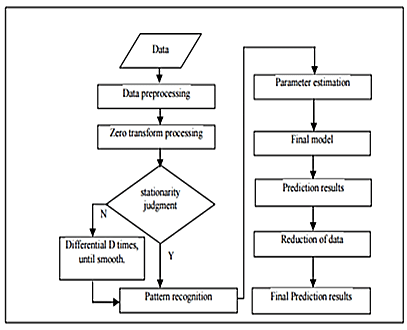 Data
Data preprocessing
Zero transform processing
stationarity
judgment
N
Y
Differential D times,
until smooth.
Pattern recognition
Parameter estimation
Final model
Prediction results
Reduction of data
Final Prediction results